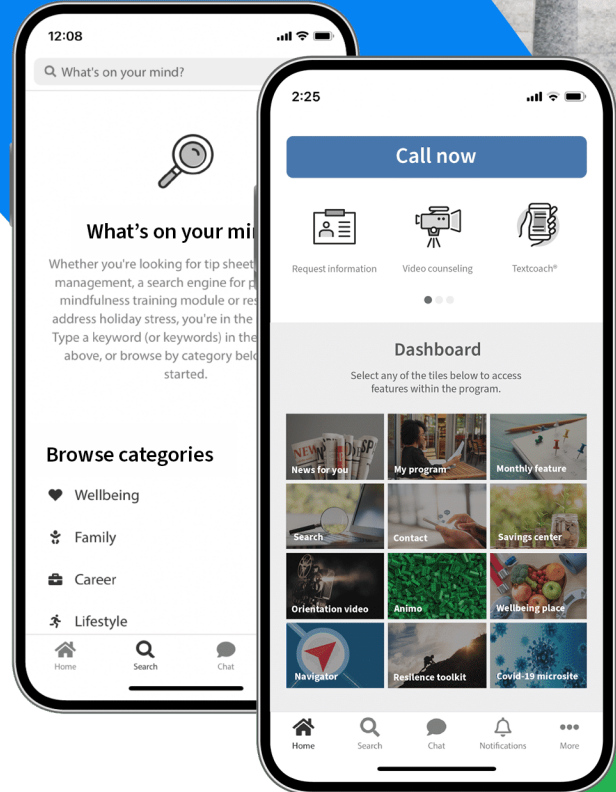 12:08
What's on your mind?
What’s on your
Whether you're looking for tip sheet
management, a search engine for
mindfulness training module or
address holiday stress, you're in the
Type a keyword (or keywords) in the
above, or browse by category
started.
Browse categories
Wellbeing
Family
Career
Lifestyle
Home
Search
Chat
2:25
Call now
Request information
Video counseling
Textcoach®
Dashboard
Select any of the tiles below to access
features within the program.
News for you
My program
Monthly feature
Search
Contact
Savings center
Orientation video
Animo
Wellbeing place
Navigator
Resilence toolkit
Covid-19 microsite
Home
Search
Chat
Notifications
More